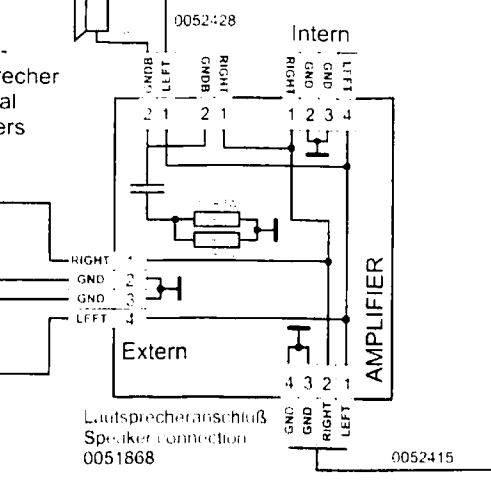 0052428
Intern
-
recher
al
ers
GNDB
LEFT
GNDB
RIGHT
RIGHT
GND
GND
LEFT
2 1 2 1 1 2 3 4
RIGHT 1
GND 2
GND 3
LEFT 4
Extern
AMPLIFIER
4 3 2 1
GND
GND
RIGHT
LEFT
Lautsprecheranschluß
Speaker connection
0051868
0052415